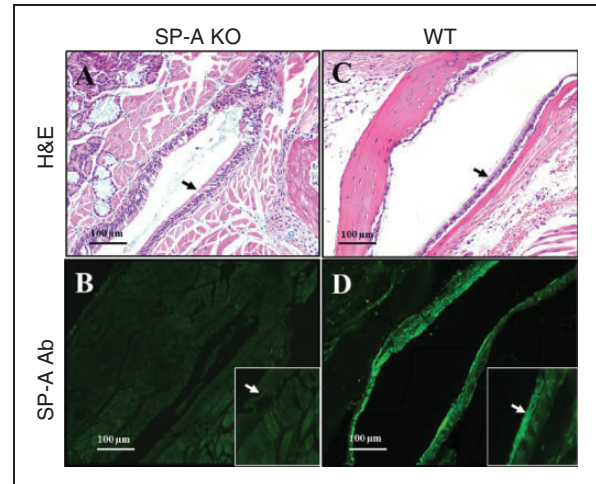 SP-A KO
WT
H&E
A
100 µm
C
100 µm
SP-A Ab
B
100 µm
D
100 µm